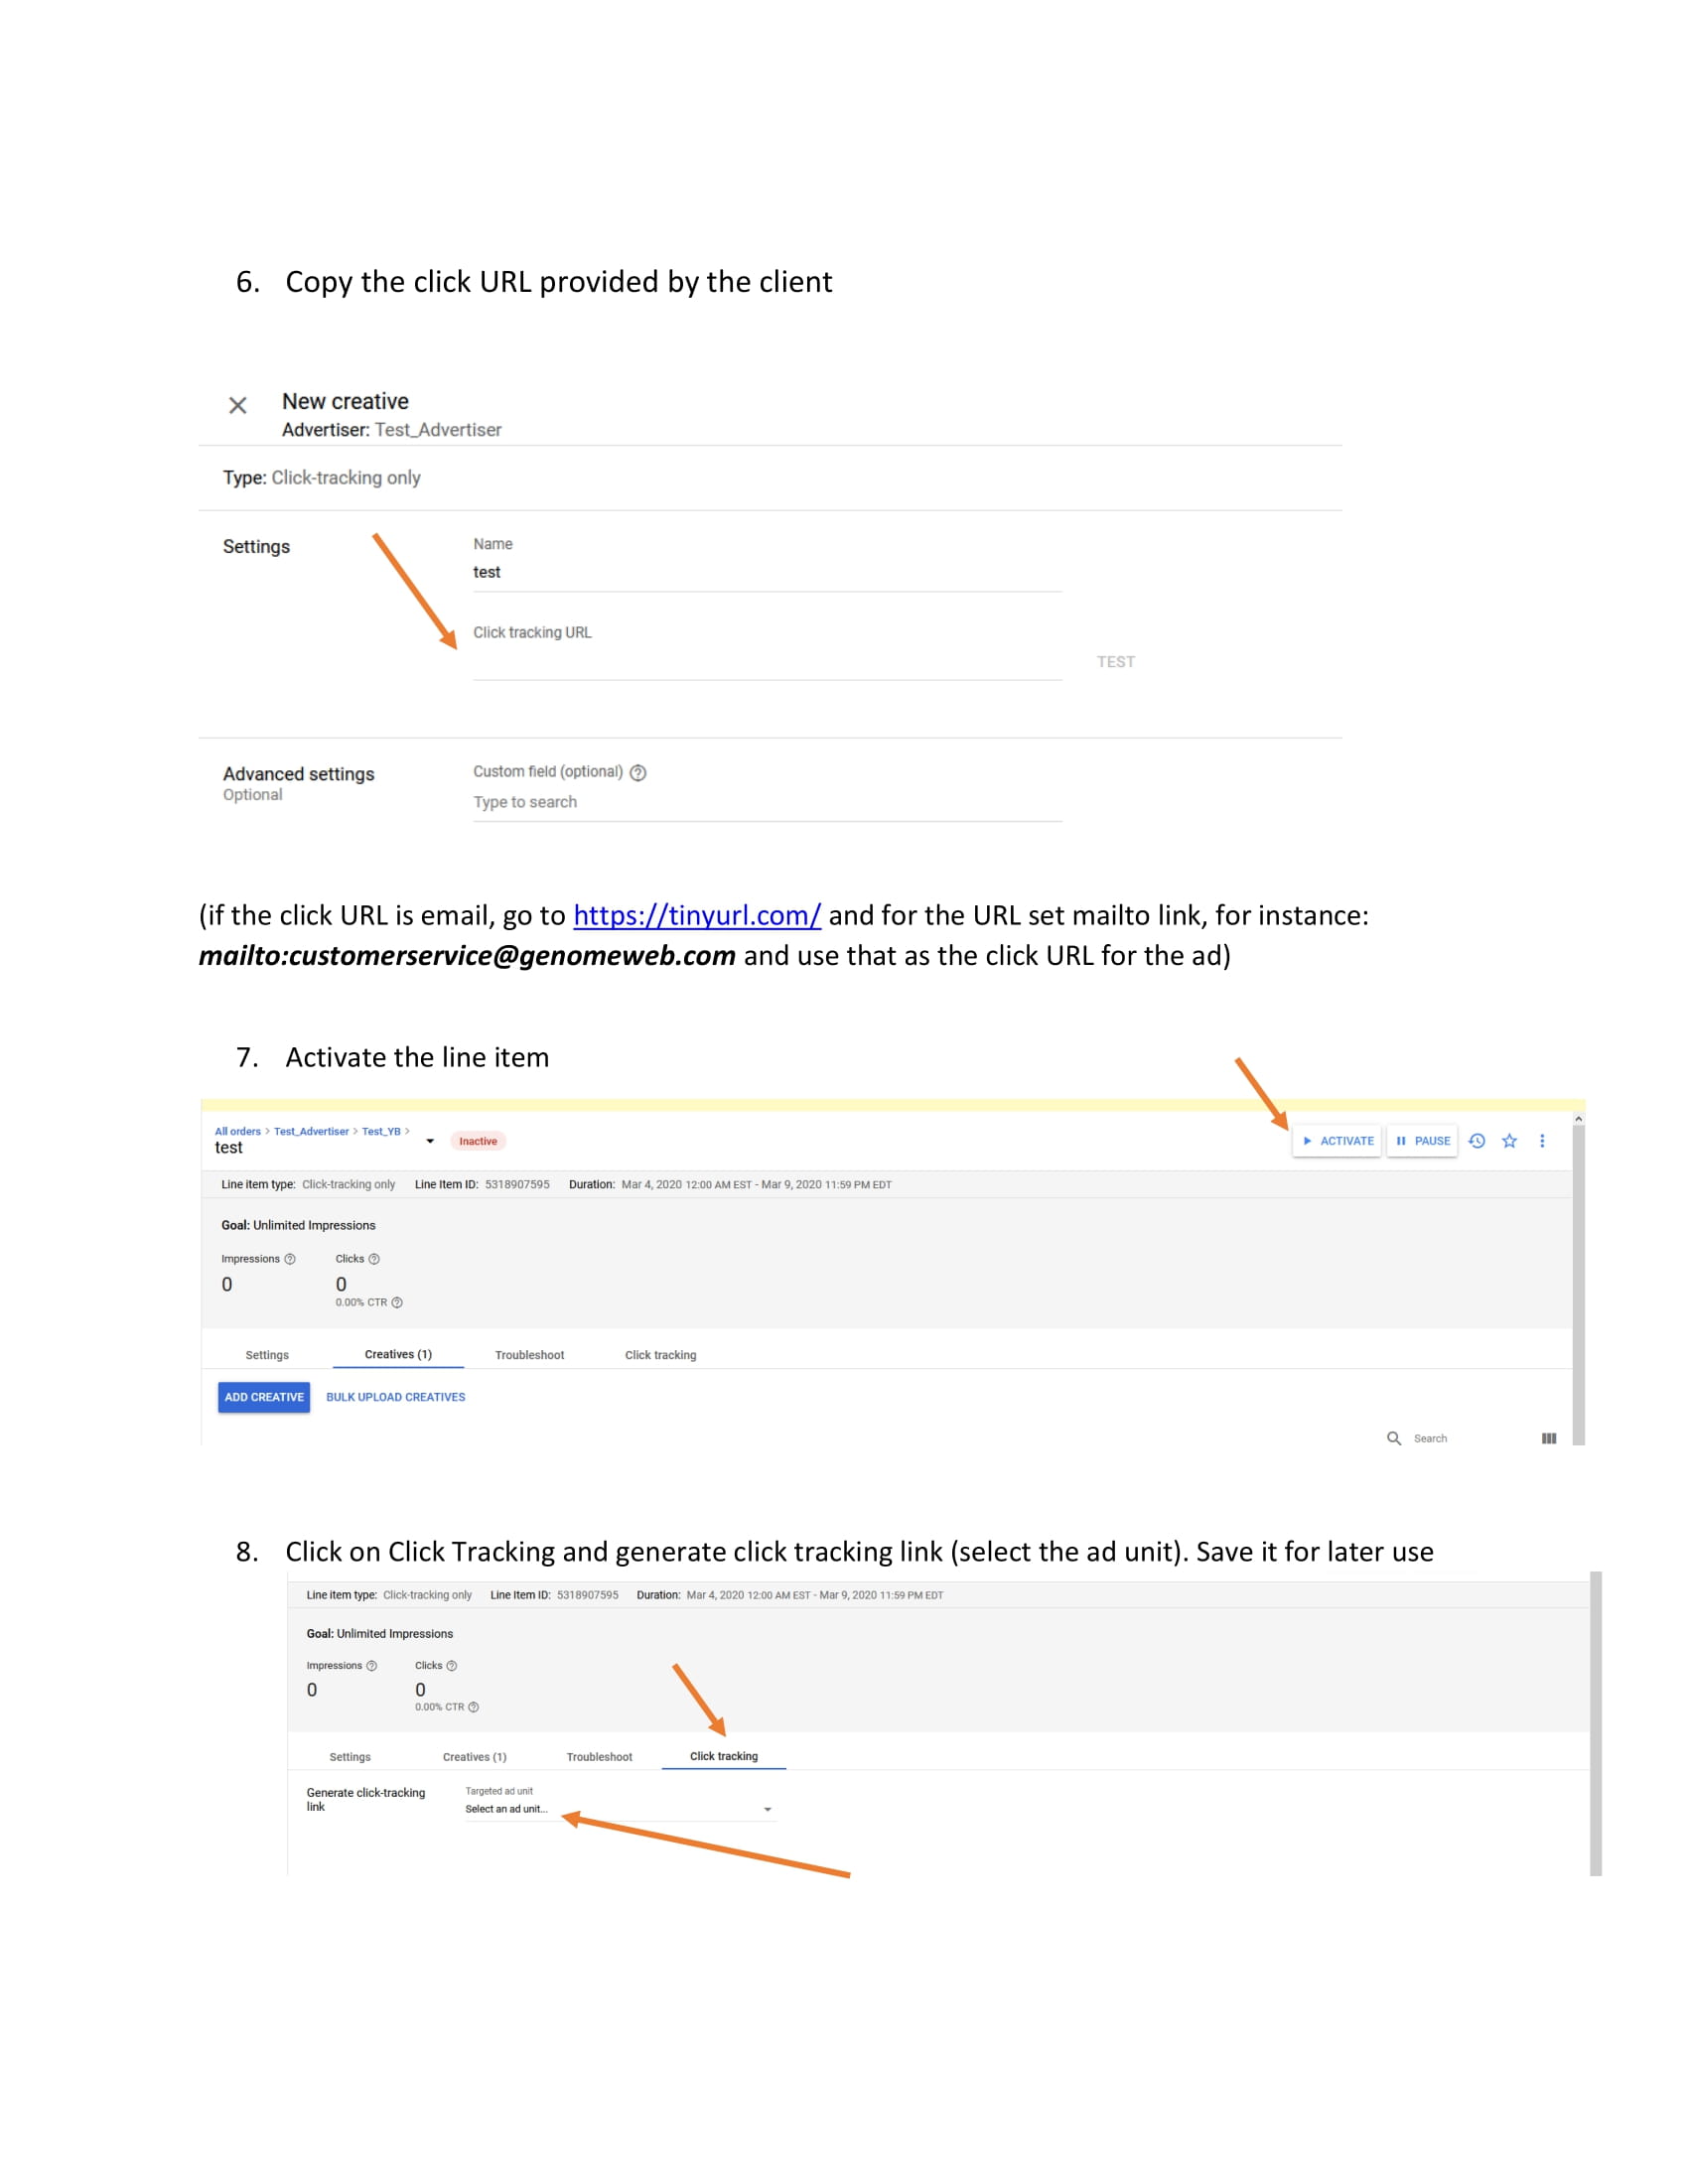 6. Copy the click URL provided by the client
New creative
Advertiser: Test_Advertiser
Type: Click-tracking only
Settings
Name
test
Click tracking URL
TEST
Advanced settings
Optional
Custom field (optional)
Type to search
(if the click URL is email, go to https://tinyurl.com/ and for the URL set mailto link, for instance:
mailto:customerservice@genomeweb.com and use that as the click URL for the ad)
7. Activate the line item
All orders > Test_Advertiser > Test_YB >
test
Inactive
ACTIVATE PAUSE
Line item type: Click-tracking only Line Item ID: 5318907595 Duration: Mar 4, 2020 12:00 AM EST - Mar 9, 2020 11:59 PM EDT
Goal: Unlimited Impressions
Impressions Clicks
0 0
0.00% CTR
Settings Creatives (1) Troubleshoot Click tracking
ADD CREATIVE BULK UPLOAD CREATIVES
Search
8. Click on Click Tracking and generate click tracking link (select the ad unit). Save it for later use
Line item type: Click-tracking only Line Item ID: 5318907595 Duration: Mar 4, 2020 12:00 AM EST - Mar 9, 2020 11:59 PM EDT
Goal: Unlimited Impressions
Impressions Clicks
0 0
0.00% CTR
Settings Creatives (1) Troubleshoot Click tracking
Generate click-tracking
link
Targeted ad unit
Select an ad unit...